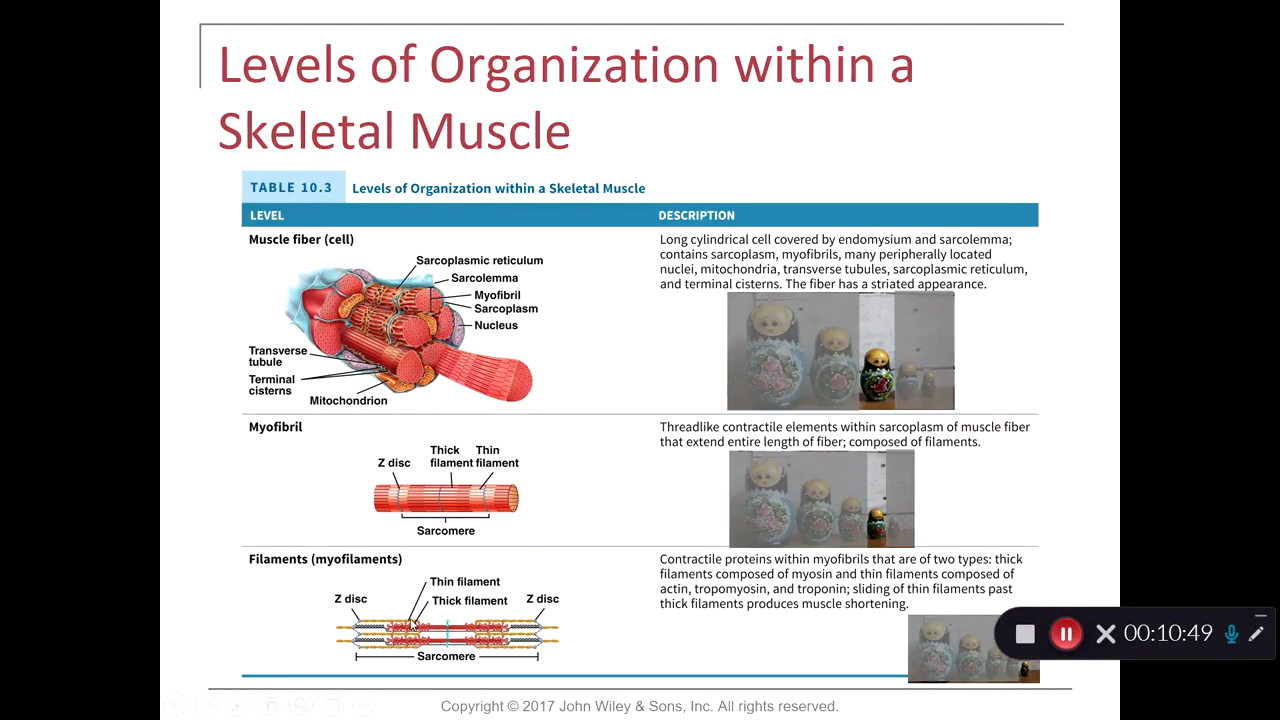 Levels of Organization within a
Skeletal Muscle
TABLE 10.3 Levels of Organization within a Skeletal Muscle
LEVEL DESCRIPTION
Muscle fiber (cell)
Sarcoplasmic reticulum
Sarcolemma
Myofibril
Sarcoplasm
Nucleus
Transverse
tubule
Terminal
cisterns
Mitochondrion
Long cylindrical cell covered by endomysium and sarcolemma;
contains sarcoplasm, myofibrils, many peripherally located
nuclei, mitochondria, transverse tubules, sarcoplasmic reticulum,
and terminal cisterns. The fiber has a striated appearance.
Myofibril
Z disc
Thick
filament
Thin
filament
Sarcomere
Threadlike contractile elements within sarcoplasm of muscle fiber
that extend entire length of fiber; composed of filaments.
Filaments (myofilaments)
Thin filament
Z disc
Thick filament
Z disc
Sarcomere
Contractile proteins within myofibrils that are of two types: thick
filaments composed of myosin and thin filaments composed of
actin, tropomyosin, and troponin; sliding of thin filaments past
thick filaments produces muscle shortening.
00:10:49
Copyright © 2017 John Wiley & Sons, Inc. All rights reserved.